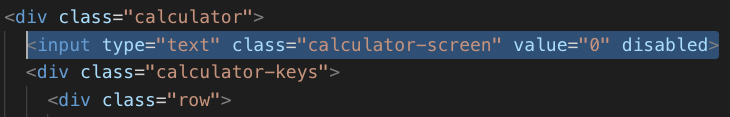 <div class="calculator">
<input type="text" class="calculator-screen" value="0" disabled>
<div class="calculator-keys">
<div class="row">